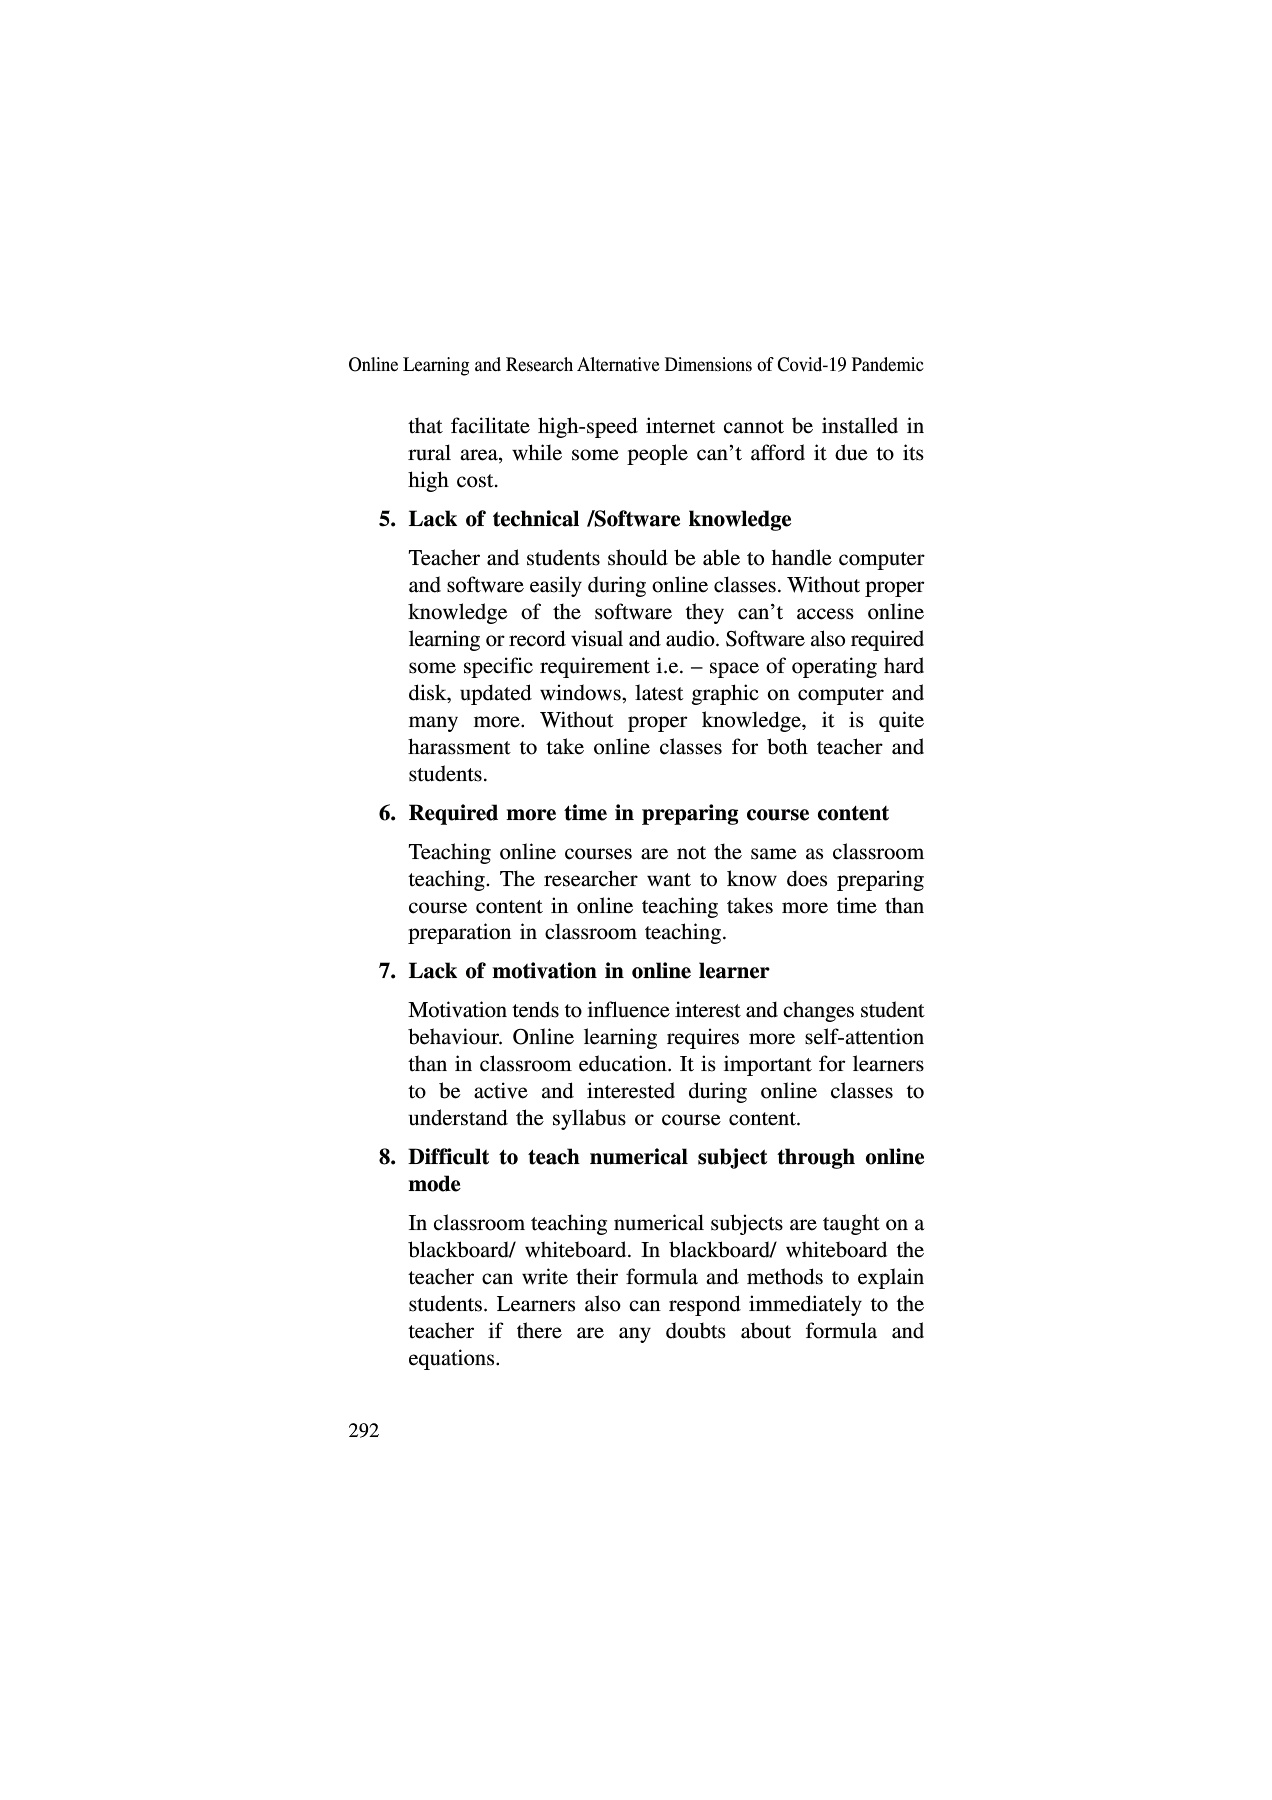 Online Learning and Research Alternative Dimensions of Covid-19 Pandemic
that facilitate high-speed internet cannot be installed in
rural area, while some people can’t afford it due to its
high cost.
5. Lack of technical /Software knowledge
Teacher and students should be able to handle computer
and software easily during online classes. Without proper
knowledge of the software they can’t access online
learning or record visual and audio. Software also required
some specific requirement i.e. – space of operating hard
disk, updated windows, latest graphic on computer and
many more. Without proper knowledge, it is quite
harassment to take online classes for both teacher and
students.
6. Required more time in preparing course content
Teaching online courses are not the same as classroom
teaching. The researcher want to know does preparing
course content in online teaching takes more time than
preparation in classroom teaching.
7. Lack of motivation in online learner
Motivation tends to influence interest and changes student
behaviour. Online learning requires more self-attention
than in classroom education. It is important for learners
to be active and interested during online classes to
understand the syllabus or course content.
8. Difficult to teach numerical subject through online
mode
In classroom teaching numerical subjects are taught on a
blackboard/ whiteboard. In blackboard/ whiteboard the
teacher can write their formula and methods to explain
students. Learners also can respond immediately to the
teacher if there are any doubts about formula and
equations.
292